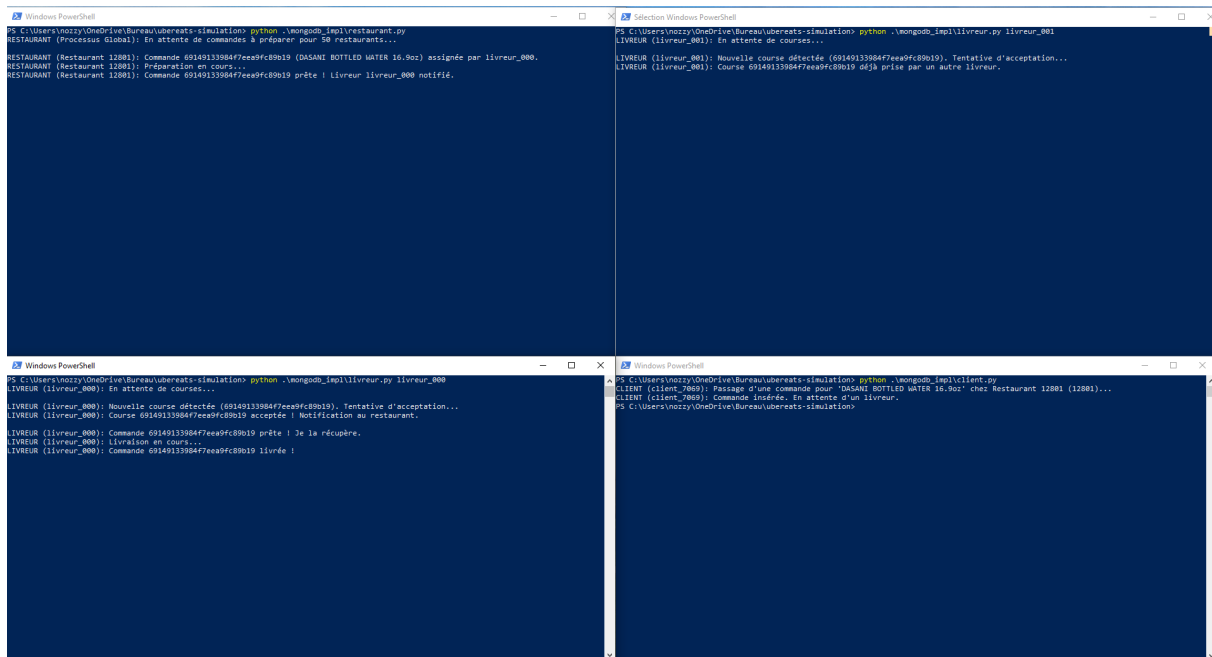 Windows PowerShell
PS C:\Users\nozzy\OneDrive\Bureau\ubereats-simulation> python .\mongodb_impl\restaurant.py
RESTAURANT (Processus Global): En attente de commandes à préparer pour 50 restaurants...
RESTAURANT (Restaurant 12801): Commande 69149133984f7eea9fc89b19 (DASANI BOTTLED WATER 16.9oz) assignée par livreur_000.
RESTAURANT (Restaurant 12801): Préparation en cours...
RESTAURANT (Restaurant 12801): Commande 69149133984f7eea9fc89b19 prête ! Livreur livreur_000 notifié.
Sélection Windows PowerShell
PS C:\Users\nozzy\OneDrive\Bureau\ubereats-simulation> python .\mongodb_impl\livreur.py livreur_001
LIVREUR (livreur_001): En attente de courses...
LIVREUR (livreur_001): Nouvelle course détectée (69149133984f7eea9fc89b19). Tentative d'acceptation...
LIVREUR (livreur_001): Course 69149133984f7eea9fc89b19 déjà prise par un autre livreur.
Windows PowerShell
PS C:\Users\nozzy\OneDrive\Bureau\ubereats-simulation> python .\mongodb_impl\livreur.py livreur_000
LIVREUR (livreur_000): En attente de courses...
LIVREUR (livreur_000): Nouvelle course détectée (69149133984f7eea9fc89b19). Tentative d'acceptation...
LIVREUR (livreur_000): Course 69149133984f7eea9fc89b19 acceptée ! Notification au restaurant.
LIVREUR (livreur_000): Commande 69149133984f7eea9fc89b19 prête ! Je la récupère.
LIVREUR (livreur_000): Livraison en cours...
LIVREUR (livreur_000): Commande 69149133984f7eea9fc89b19 livrée !
Windows PowerShell
PS C:\Users\nozzy\OneDrive\Bureau\ubereats-simulation> python .\mongodb_impl\client.py
CLIENT (client_7069): Passage d'une commande pour 'DASANI BOTTLED WATER 16.9oz' chez Restaurant 12801 (12801)...
CLIENT (client_7069): Commande insérée. En attente d'un livreur.
PS C:\Users\nozzy\OneDrive\Bureau\ubereats-simulation>